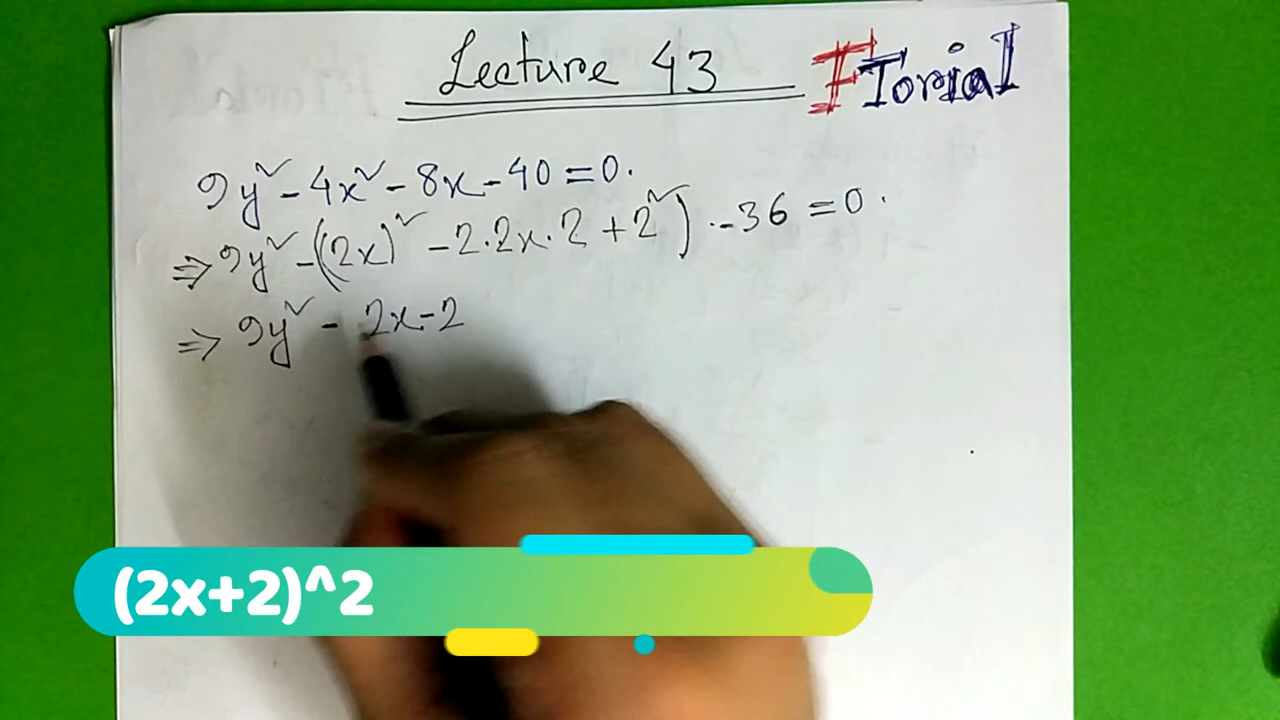 Lecture 43
FTorial
9y² - 4x² - 8x - 40 = 0.
⇒ 9y² - ((2x)² - 2·2x·2 + 2²) - 36 = 0.
⇒ 9y² - 2x - 2
(2x+2)^2